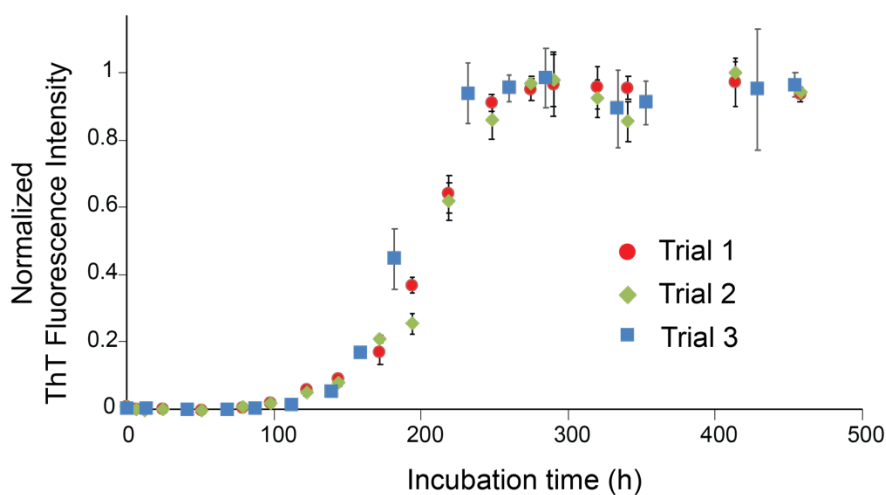 Normalized
ThT Fluorescence Intensity
1
0.8
0.6
0.4
0.2
0
0
100
200
300
400
500
Incubation time (h)
Trial 1
Trial 2
Trial 3